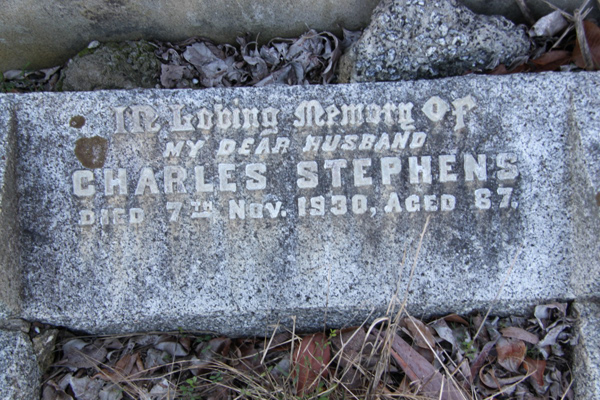 In Loving Memory Of
MY DEAR HUSBAND
CHARLES STEPHENS
DIED 7TH NOV. 1930, AGED 67.